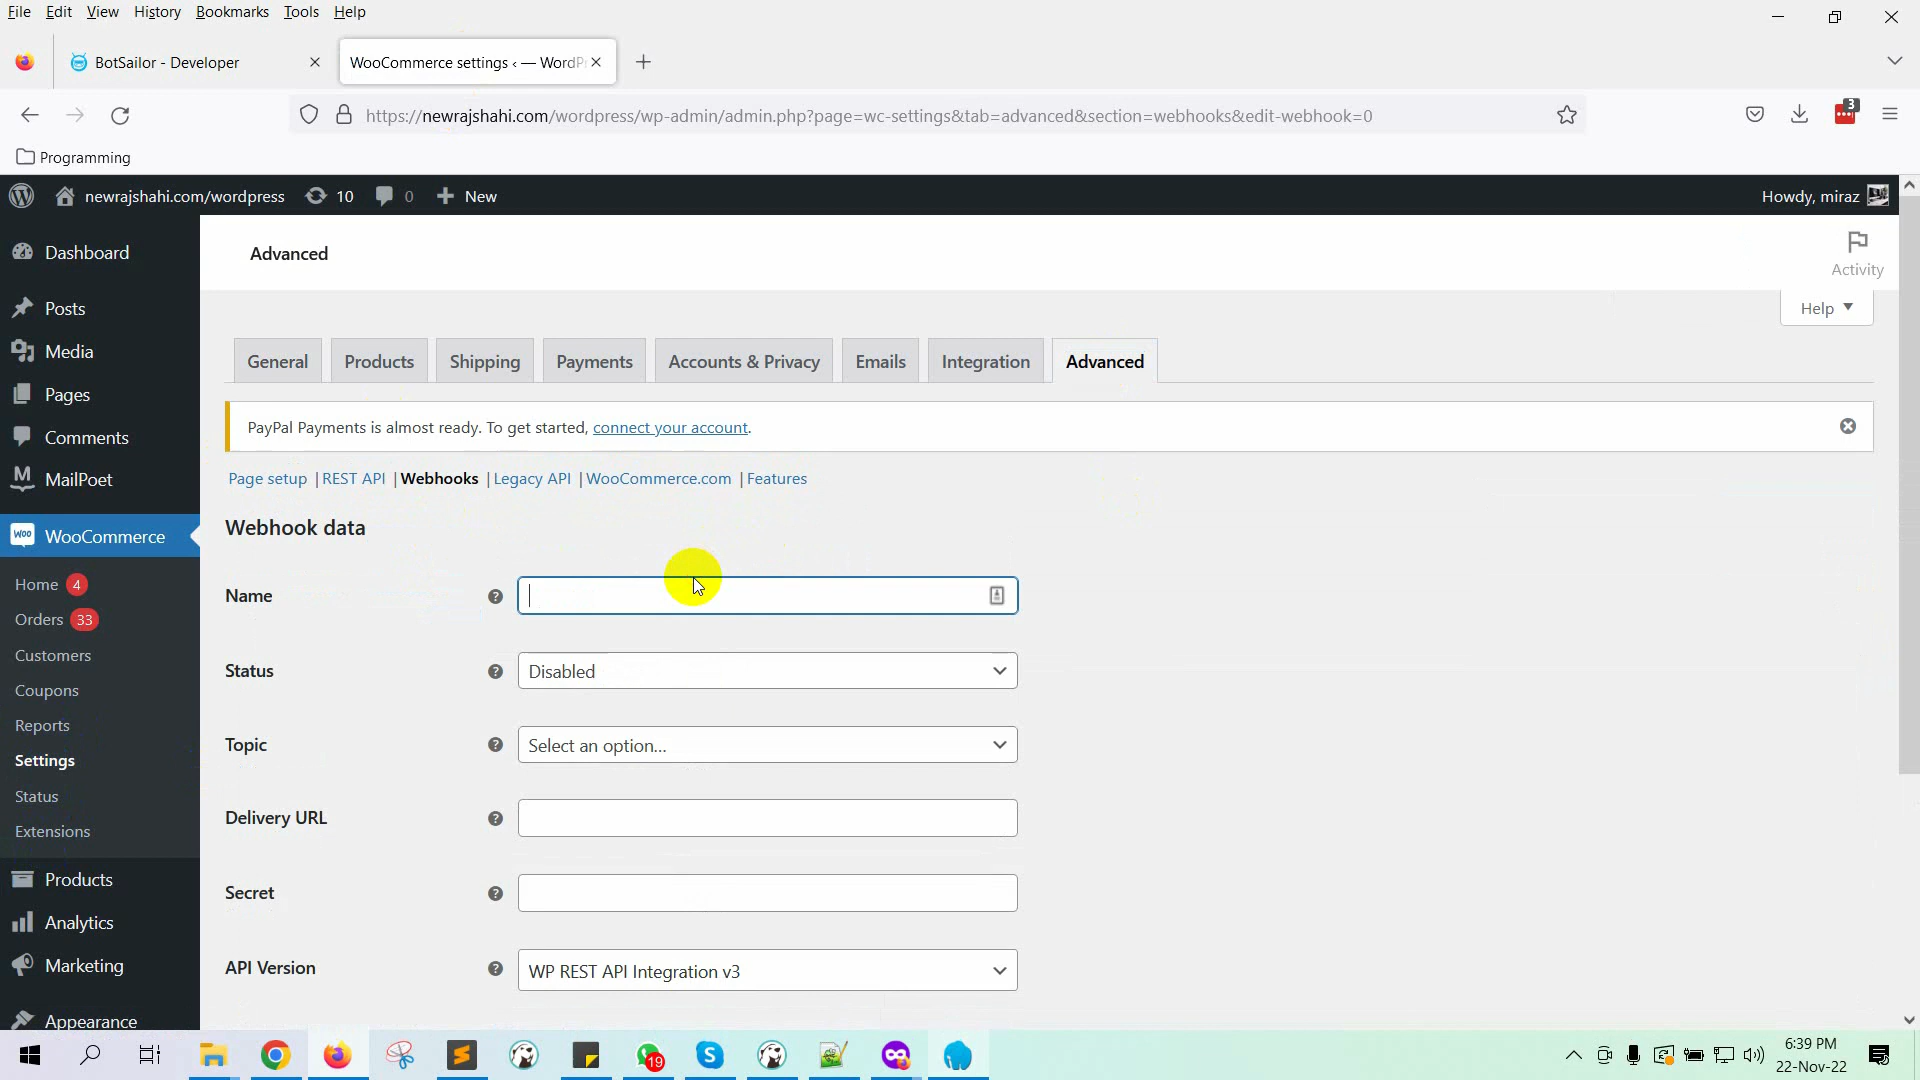 File Edit View History Bookmarks Tools Help
BotSailor - Developer
WooCommerce settings ‹ — WordPr
https://newrajshahi.com/wordpress/wp-admin/admin.php?page=wc-settings&tab=advanced&section=webhooks&edit-webhook=0
3
Programming
newrajshahi.com/wordpress 10 0 New
Howdy, miraz
Dashboard
Posts
Media
Pages
Comments
MailPoet
WooCommerce
Home 4
Orders 33
Customers
Coupons
Reports
Settings
Status
Extensions
Products
Analytics
Marketing
Appearance
Advanced
Activity
Help
General Products Shipping Payments Accounts & Privacy Emails Integration Advanced
PayPal Payments is almost ready. To get started, connect your account.
Page setup | REST API | Webhooks | Legacy API | WooCommerce.com | Features
Webhook data
Name
Status Disabled
Topic Select an option...
Delivery URL
Secret
API Version WP REST API Integration v3
19
6:39 PM
22-Nov-22